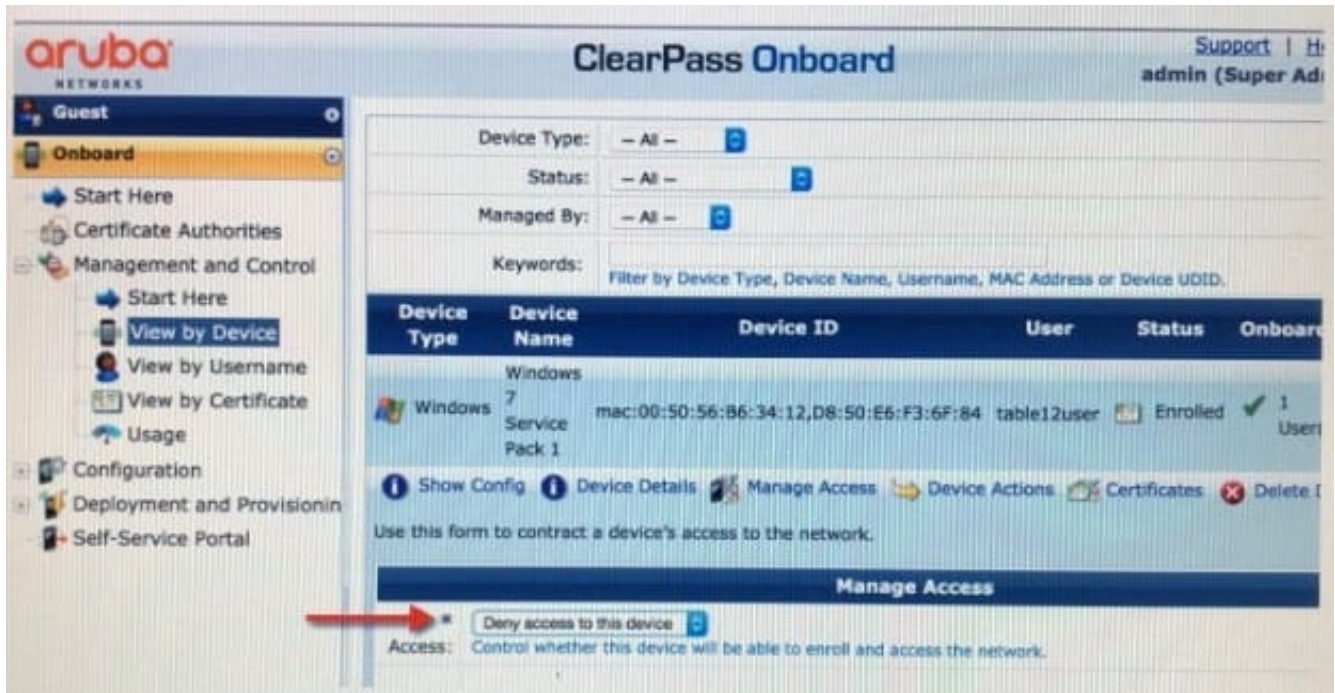 aruba
NETWORKS
ClearPass Onboard
Support |
admin (Super
Guest
Onboard
Start Here
Certificate Authorities
Management and Control
Start Here
View by Device
View by Username
View by Certificate
Usage
Configuration
Deployment and Provisionin
Self-Service Portal
Device Type: -- All --
Status: -- All --
Managed By: -- All --
Keywords:
Filter by Device Type, Device Name, Username, MAC Address or Device UDID.
Device Type Device Name Device ID User Status Onboar
Windows Windows 7 Service Pack 1 mac:00:50:56:B6:34:12,D8:50:E6:F3:6F:84 table12user Enrolled 1 User
Show Config Device Details Manage Access Device Actions Certificates Delete
Use this form to contract a device's access to the network.
Manage Access
* Access: Deny access to this device
Control whether this device will be able to enroll and access the network.